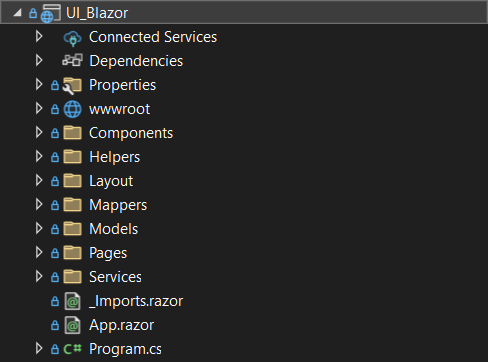 UI_Blazor
Connected Services
Dependencies
Properties
wwwroot
Components
Helpers
Layout
Mappers
Models
Pages
Services
_Imports.razor
App.razor
C# Program.cs